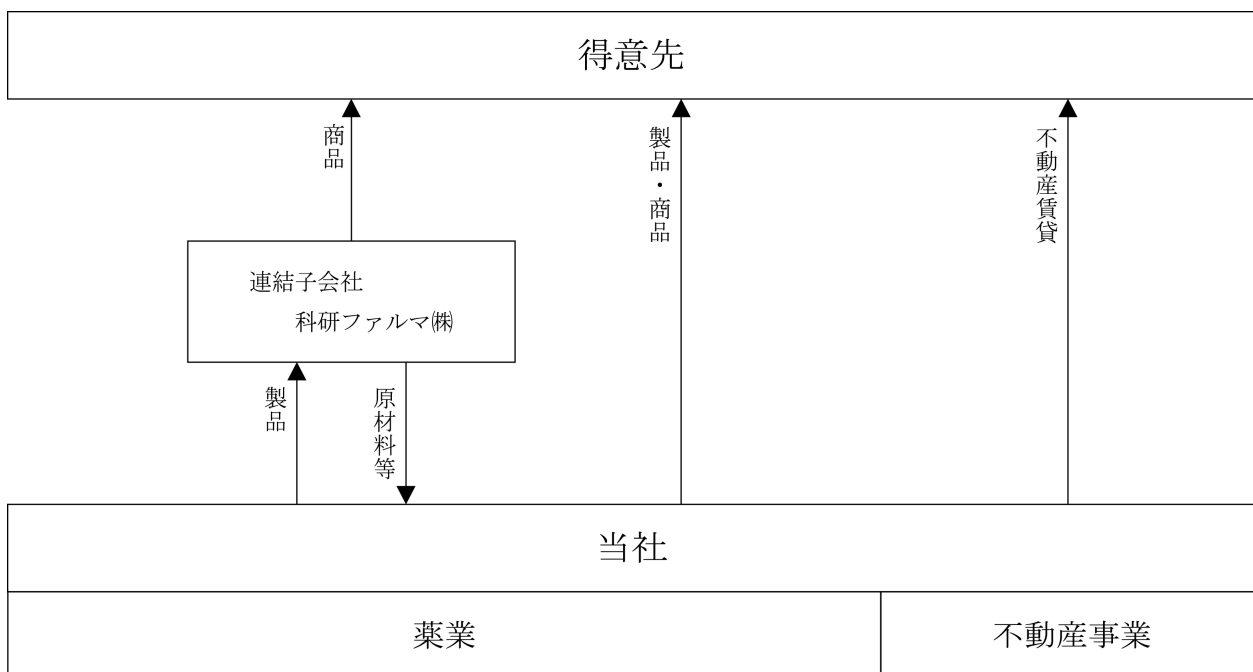 得意先
商品
製品・商品
不動産賃貸
連結子会社
科研ファルマ㈱
製品
原材料等
当社
薬業
不動産事業